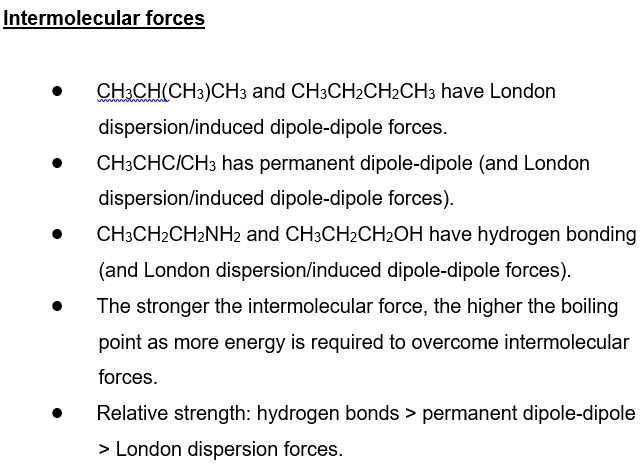 Intermolecular forces
● CH3CH(CH3)CH3 and CH3CH2CH2CH3 have London
dispersion/induced dipole-dipole forces.
● CH3CHClCH3 has permanent dipole-dipole (and London
dispersion/induced dipole-dipole forces).
● CH3CH2CH2NH2 and CH3CH2CH2OH have hydrogen bonding
(and London dispersion/induced dipole-dipole forces).
● The stronger the intermolecular force, the higher the boiling
point as more energy is required to overcome intermolecular
forces.
● Relative strength: hydrogen bonds > permanent dipole-dipole
> London dispersion forces.